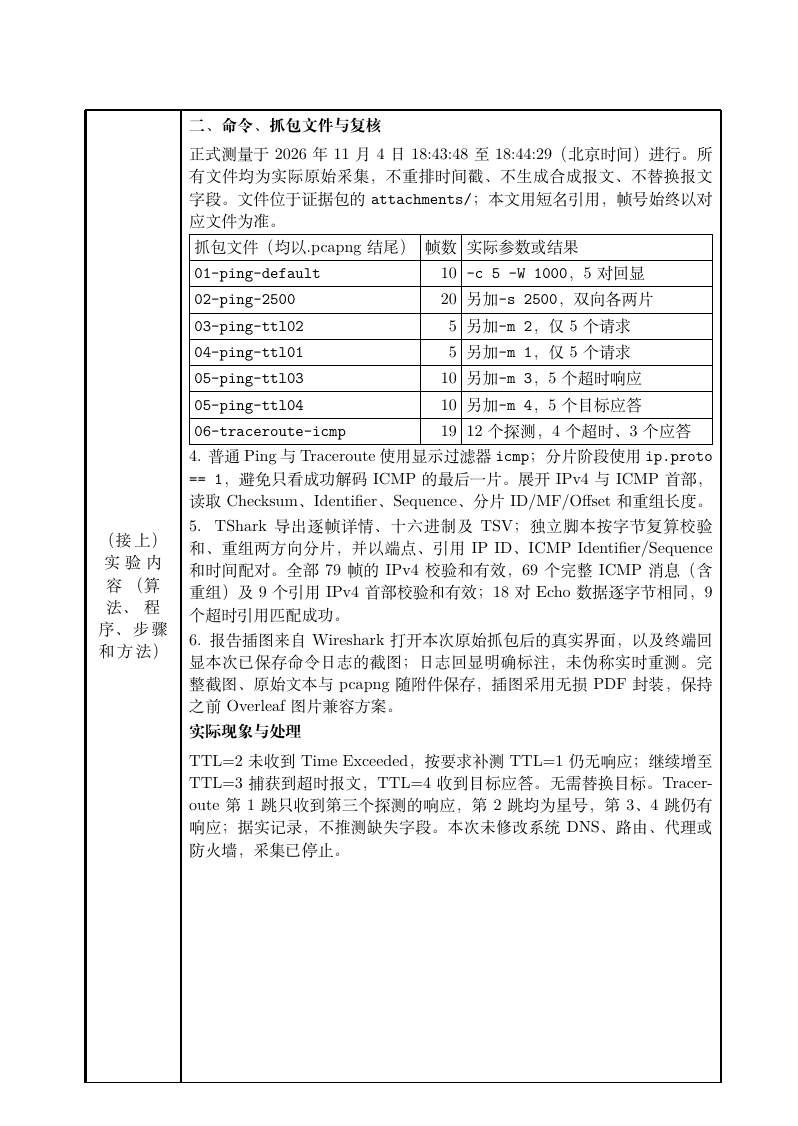 二、命令、抓包文件与复核
正式测量于 2026 年 11 月 4 日 18:43:48 至 18:44:29（北京时间）进行。所
有文件均为实际原始采集，不重排时间戳、不生成合成报文、不替换报文
字段。文件位于证据包的 attachments/；本文用短名引用，帧号始终以对
应文件为准。
抓包文件（均以.pcapng 结尾） 帧数 实际参数或结果
01-ping-default 10 -c 5 -W 1000，5 对回显
02-ping-2500 20 另加-s 2500，双向各两片
03-ping-ttl02 5 另加-m 2，仅 5 个请求
04-ping-ttl01 5 另加-m 1，仅 5 个请求
05-ping-ttl03 10 另加-m 3，5 个超时响应
05-ping-ttl04 10 另加-m 4，5 个目标应答
06-traceroute-icmp 19 12 个探测，4 个超时、3 个应答
4. 普通 Ping 与 Traceroute 使用显示过滤器 icmp；分片阶段使用 ip.proto
== 1，避免只看成功解码 ICMP 的最后一片。展开 IPv4 与 ICMP 首部，
读取 Checksum、Identifier、Sequence、分片 ID/MF/Offset 和重组长度。
5. TShark 导出逐帧详情、十六进制及 TSV；独立脚本按字节复算校验
和、重组两方向分片，并以端点、引用 IP ID、ICMP Identifier/Sequence
和时间配对。全部 79 帧的 IPv4 校验和有效，69 个完整 ICMP 消息（含
重组）及 9 个引用 IPv4 首部校验和有效；18 对 Echo 数据逐字节相同，9
个超时引用匹配成功。
6. 报告插图来自 Wireshark 打开本次原始抓包后的真实界面，以及终端回
显本次已保存命令日志的截图；日志回显明确标注，未伪称实时重测。完
整截图、原始文本与 pcapng 随附件保存，插图采用无损 PDF 封装，保持
之前 Overleaf 图片兼容方案。
实际现象与处理
TTL=2 未收到 Time Exceeded，按要求补测 TTL=1 仍无响应；继续增至
TTL=3 捕获到超时报文，TTL=4 收到目标应答。无需替换目标。Tracer-
oute 第 1 跳只收到第三个探测的响应，第 2 跳均为星号，第 3、4 跳仍有
响应；据实记录，不推测缺失字段。本次未修改系统 DNS、路由、代理或
防火墙，采集已停止。
（接上）
实 验 内
容 （算
法、 程
序、步骤
和方法）